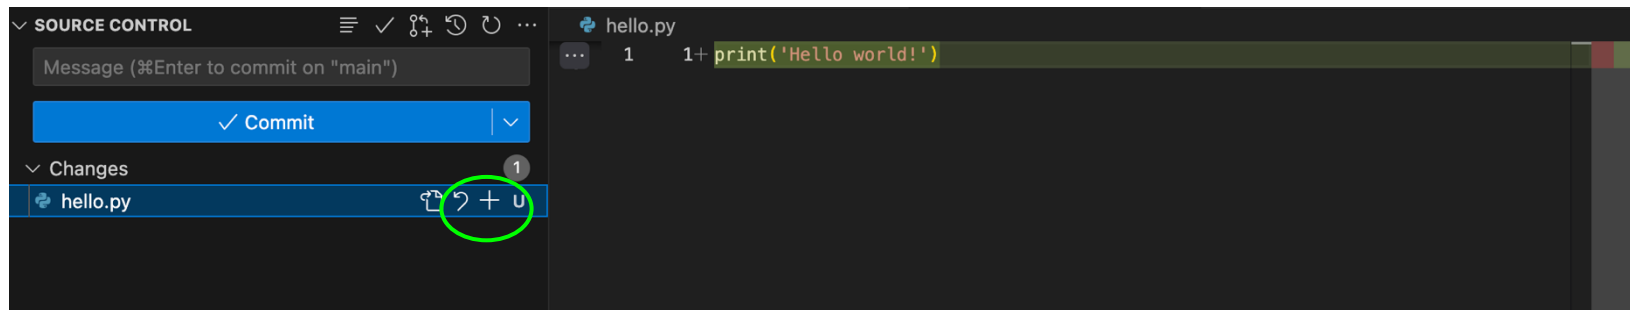 SOURCE CONTROL
Message (⌘Enter to commit on "main")
Commit
Changes 1
hello.py U
hello.py
1 1+ print('Hello world!')